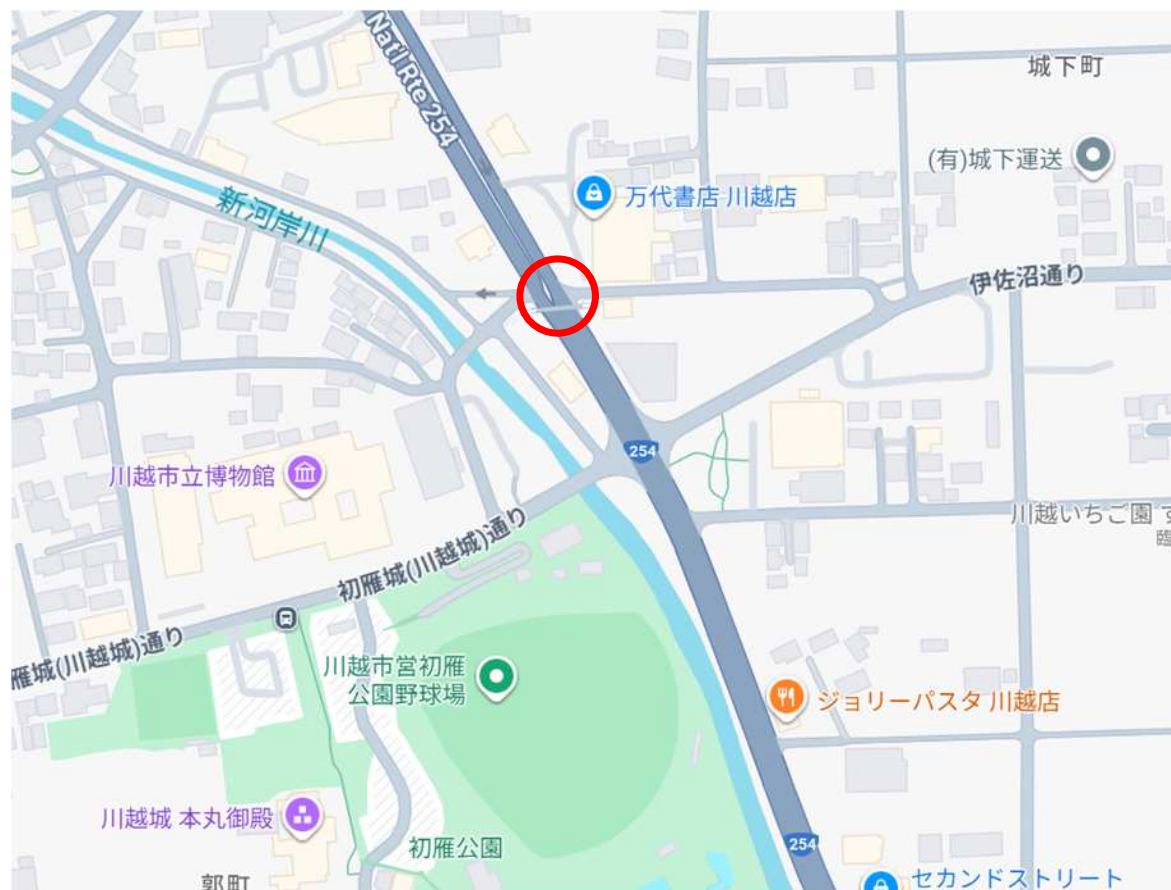 Nat'l Rte 254
城下町
(有)城下運送
万代書店 川越店
新河岸川
伊佐沼通り
254
川越市立博物館
川越いちご園 す
臨
初雁城(川越城)通り
雁城(川越城)通り
川越市営初雁
公園野球場
ジョリーパスタ 川越店
川越城 本丸御殿
初雁公園
254
郭町
セカンドストリート